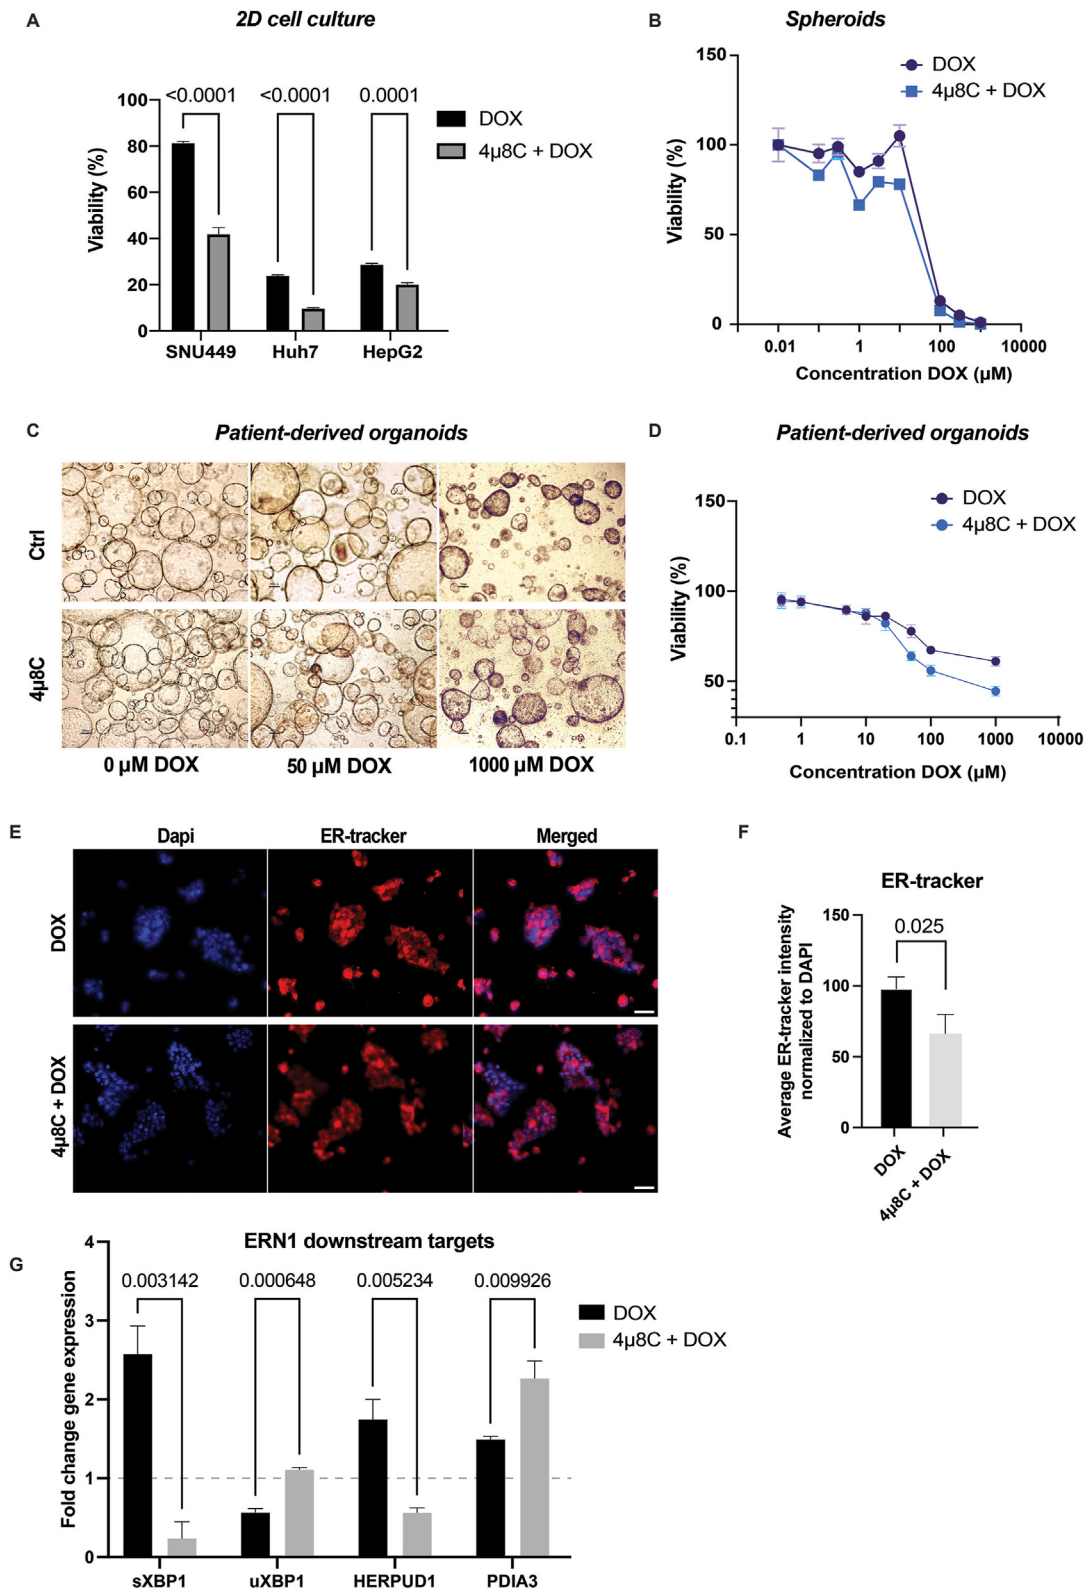 A
2D cell culture
<0.0001
<0.0001
0.0001
100
80
60
40
20
0
Viability (%)
SNU449
Huh7
HepG2
DOX
4µ8C + DOX
B
Spheroids
150
100
50
0
Viability (%)
DOX
4µ8C + DOX
0.01
1
100
10000
Concentration DOX (µM)
C
Patient-derived organoids
Ctrl
4µ8C
0 µM DOX
50 µM DOX
1000 µM DOX
D
Patient-derived organoids
150
100
50
Viability (%)
DOX
4µ8C + DOX
0.1
1
10
100
1000
10000
Concentration DOX (µM)
E
Dapi
ER-tracker
Merged
DOX
4µ8C + DOX
F
ER-tracker
0.025
150
100
50
0
Average ER-tracker intensity
normalized to DAPI
DOX
4µ8C + DOX
G
ERN1 downstream targets
0.003142
0.000648
0.005234
0.009926
4
3
2
1
0
Fold change gene expression
DOX
4µ8C + DOX
sXBP1
uXBP1
HERPUD1
PDIA3